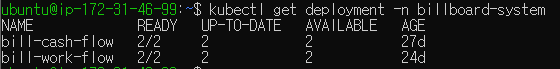 ubuntu@ip-172-31-46-99:~$ kubectl get deployment -n billboard-system
NAME READY UP-TO-DATE AVAILABLE AGE
bill-cash-flow 2/2 2 2 27d
bill-work-flow 2/2 2 2 24d